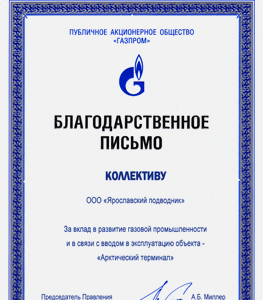 ПУБЛИЧНОЕ АКЦИОНЕРНОЕ ОБЩЕСТВО
«ГАЗПРОМ»
БЛАГОДАРСТВЕННОЕ
ПИСЬМО
КОЛЛЕКТИВУ
ООО «Ярославский подводник»
За вклад в развитие газовой промышленности
и в связи с вводом в эксплуатацию объекта -
«Арктический терминал»
Председатель Правления А.Б. Миллер